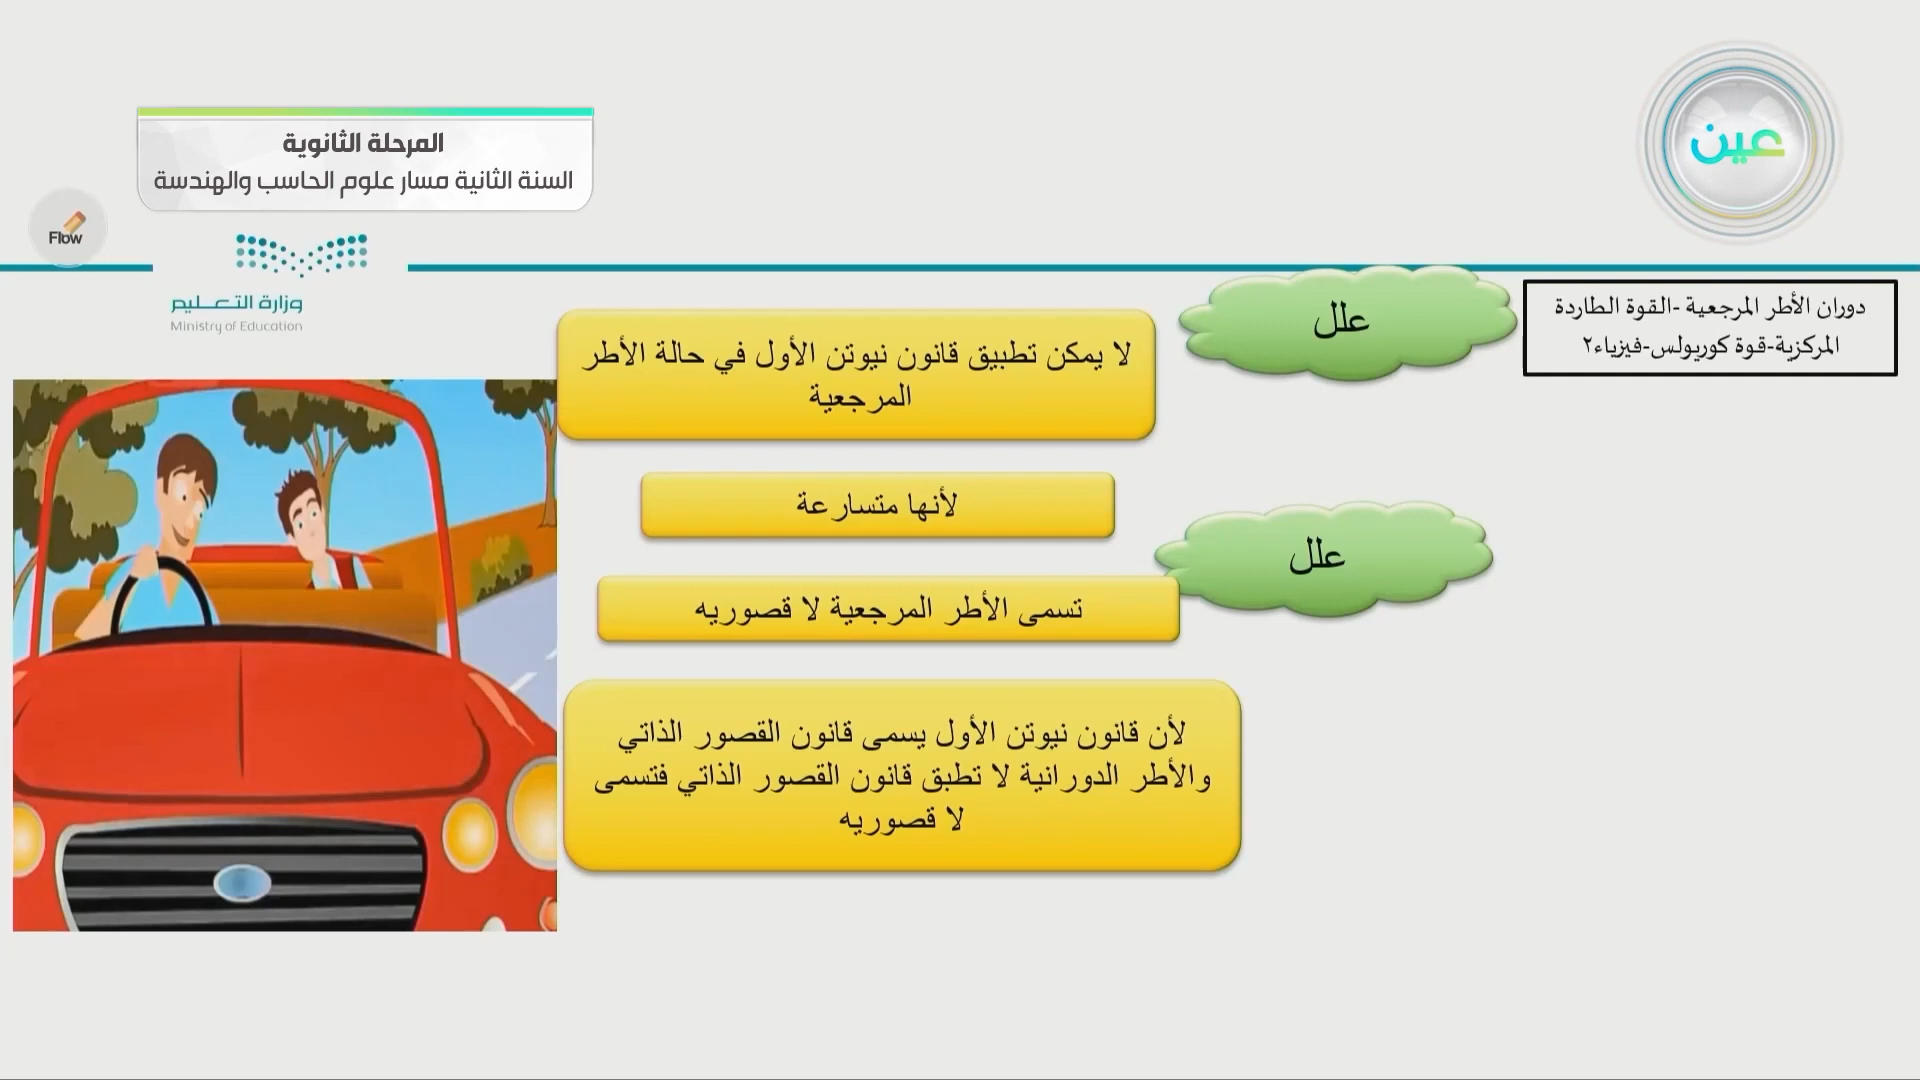 عين
المرحلة الثانوية
السنة الثانية مسار علوم الحاسب والهندسة
Flow
وزارة التعليم
Ministry of Education
دوران الأطر المرجعية -القوة الطاردة
المركزية-قوة كوريولس-فيزياء٢
علل
لا يمكن تطبيق قانون نيوتن الأول في حالة الأطر
المرجعية
لأنها متسارعة
علل
تسمى الأطر المرجعية لا قصوريه
لأن قانون نيوتن الأول يسمى قانون القصور الذاتي
والأطر الدورانية لا تطبق قانون القصور الذاتي فتسمى
لا قصوريه